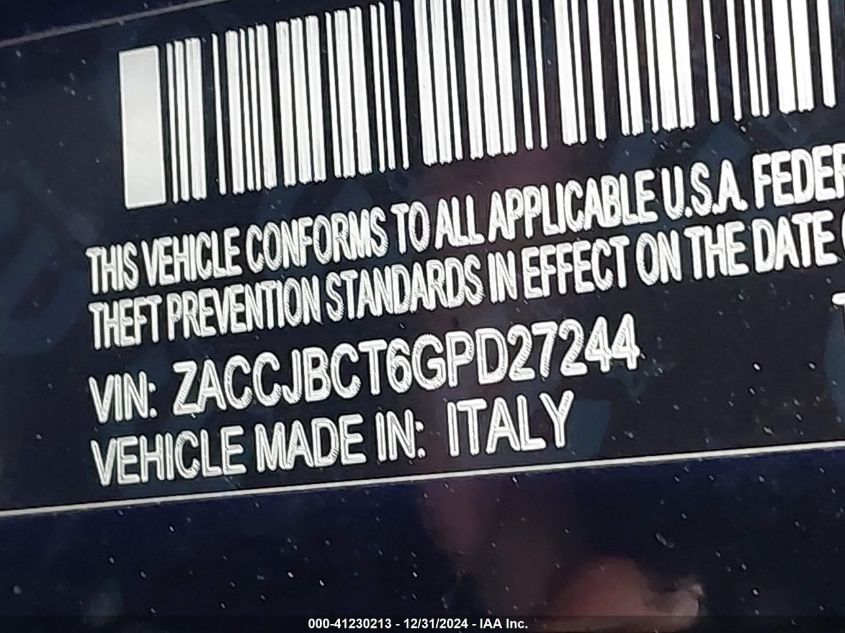 THIS VEHICLE CONFORMS TO ALL APPLICABLE U.S.A. FEDER
THEFT PREVENTION STANDARDS IN EFFECT ON THE DATE
VIN: ZACCJBCT6GPD27244
VEHICLE MADE IN: ITALY
000-41230213 - 12/31/2024 - IAA Inc.